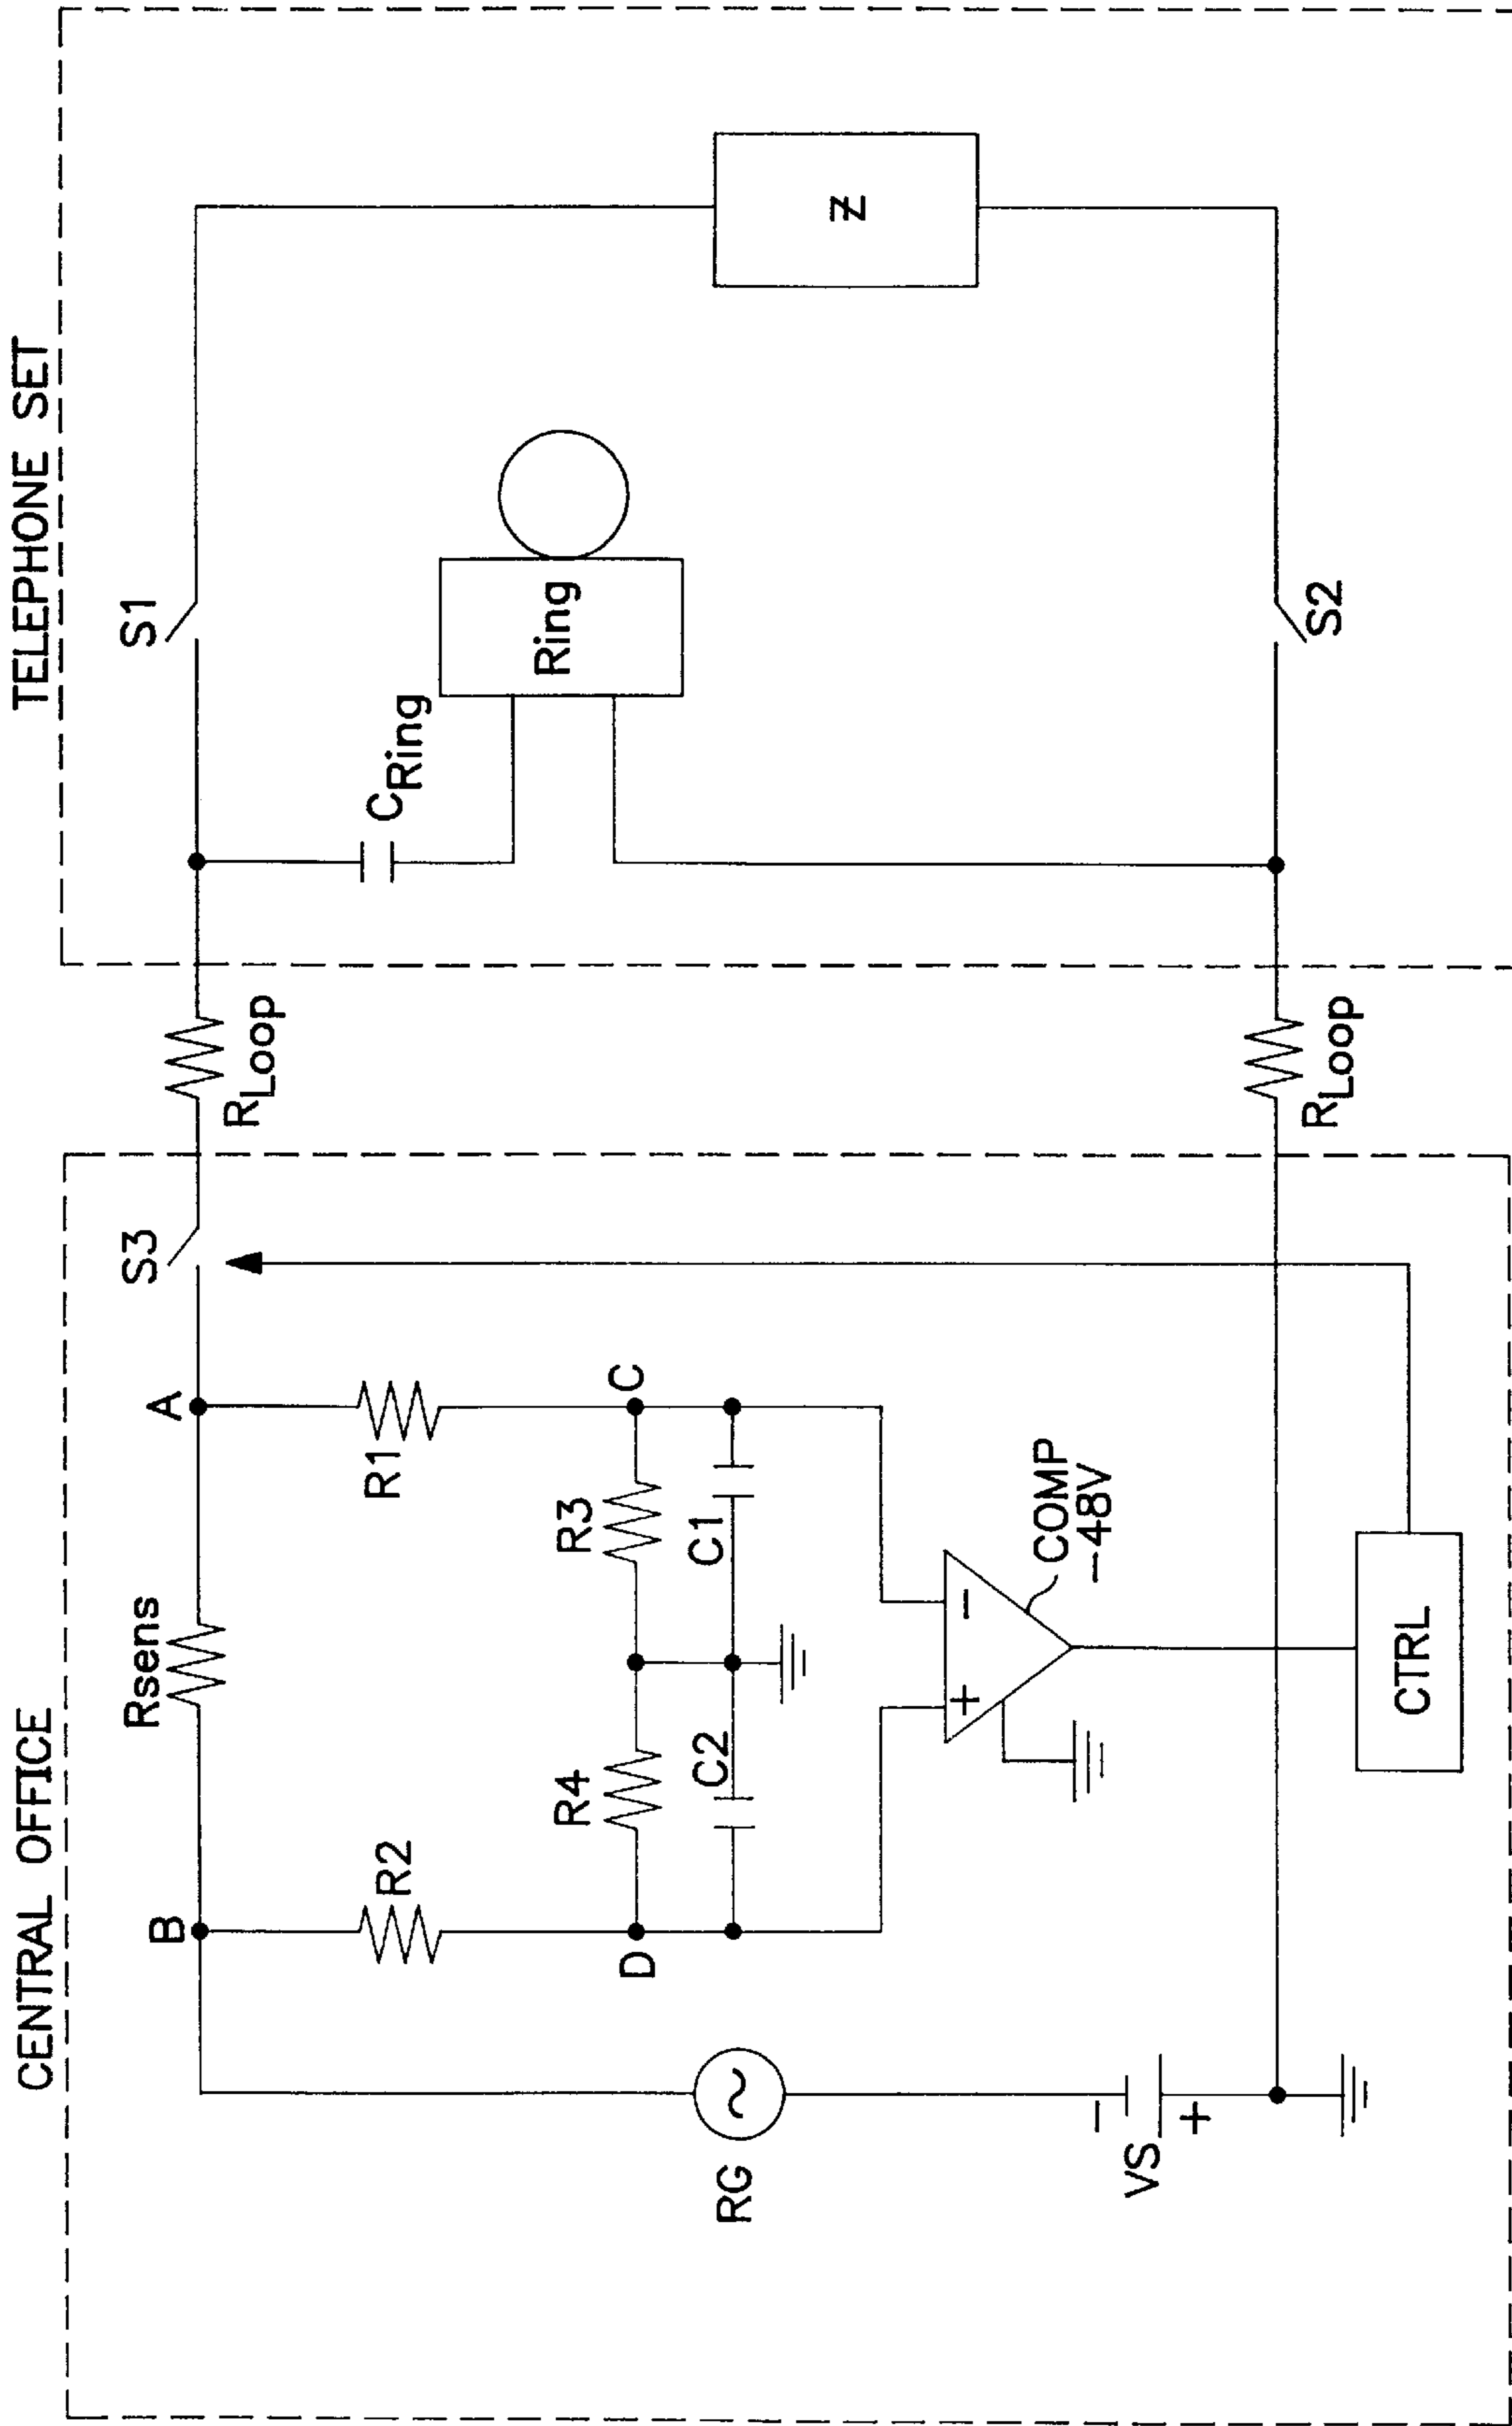 CENTRAL OFFICE
TELEPHONE SET
B
Rsens
A
S3
R2
R1
RLoop
S1
CRing
Ring
D
R4
R3
C
C2
C1
+
−
COMP
−48V
RG
Z
VS
−
+
CTRL
RLoop
S2